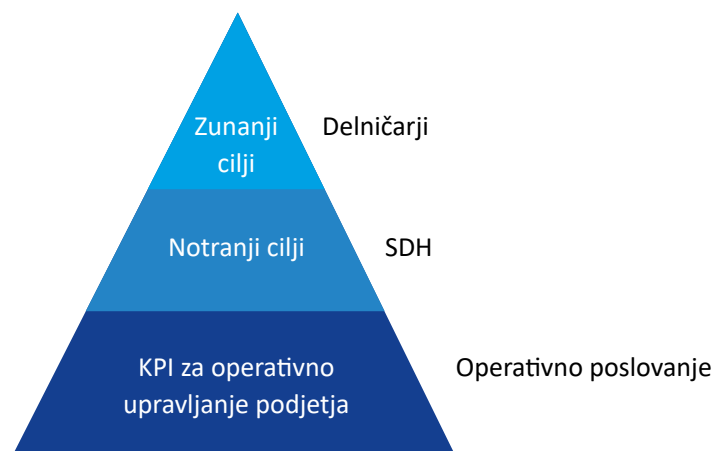 Zunanji
cilji
Delničarji
Notranji cilji
SDH
KPI za operativno
upravljanje podjetja
Operativno poslovanje